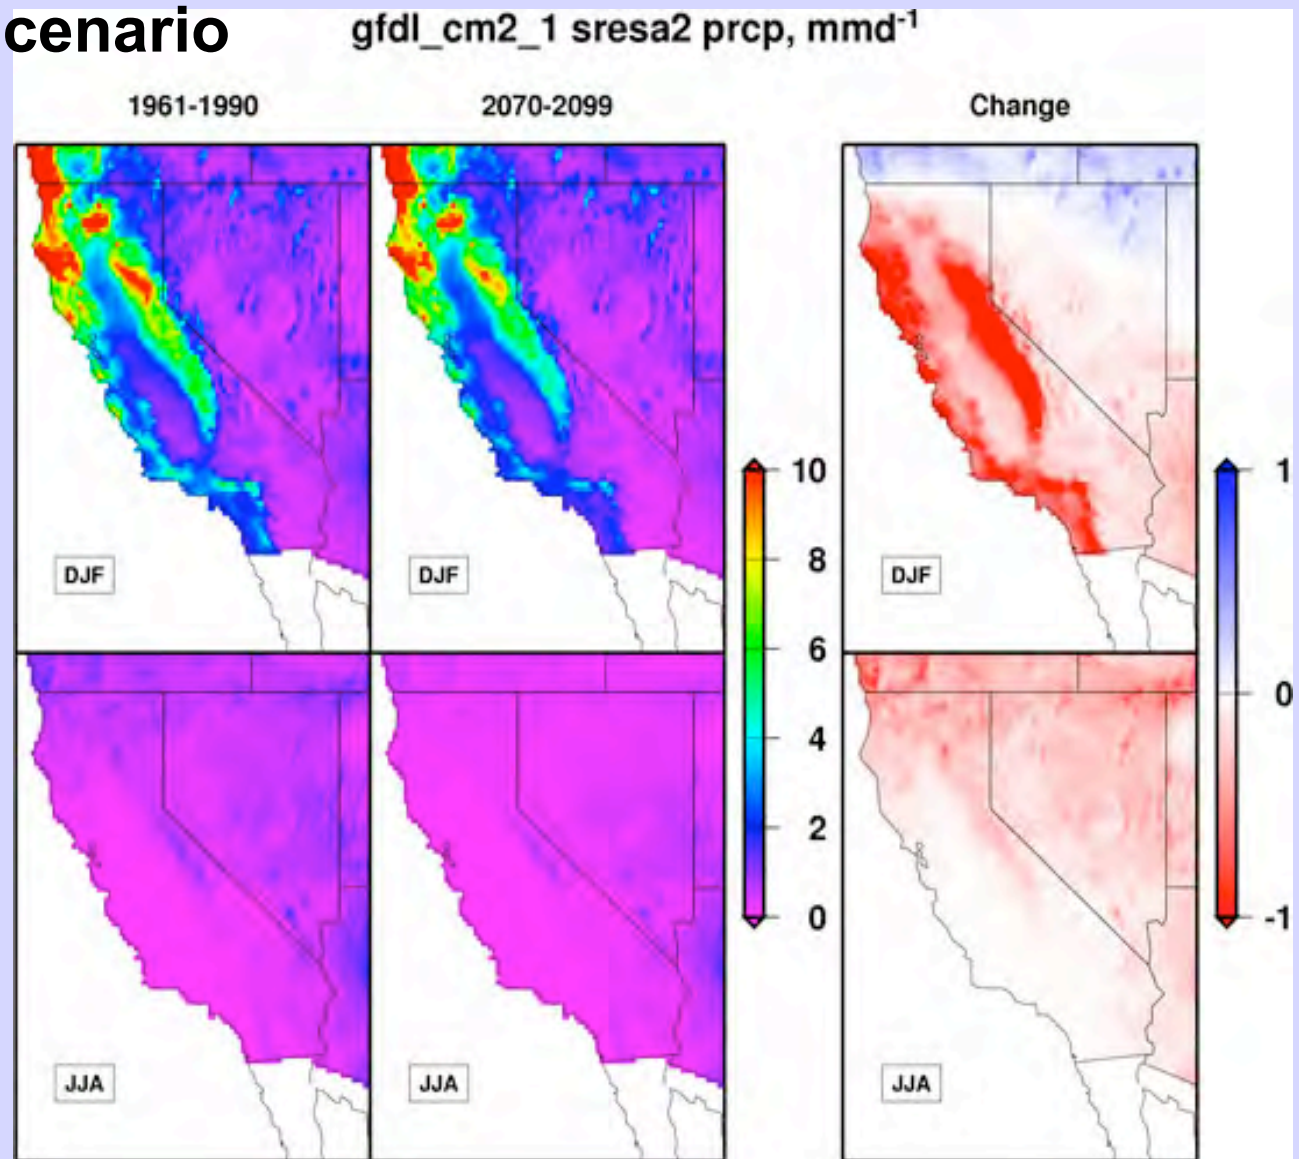 cenario
gfdl_cm2_1 sresa2 prcp, mmd-1
1961-1990 2070-2099 Change
DJF DJF DJF
10
8
6
4
2
0
1
0
-1
JJA JJA JJA